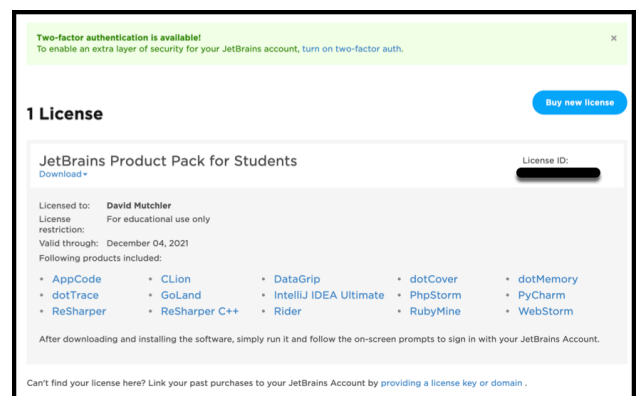 Two-factor authentication is available!
To enable an extra layer of security for your JetBrains account, turn on two-factor auth.
×
Buy new license
1 License
JetBrains Product Pack for Students
License ID:
Download
Licensed to: David Mutchler
License restriction: For educational use only
Valid through: December 04, 2021
Following products included:
• AppCode • CLion • DataGrip • dotCover • dotMemory
• dotTrace • GoLand • IntelliJ IDEA Ultimate • PhpStorm • PyCharm
• ReSharper • ReSharper C++ • Rider • RubyMine • WebStorm
After downloading and installing the software, simply run it and follow the on-screen prompts to sign in with your JetBrains Account.
Can't find your license here? Link your past purchases to your JetBrains Account by providing a license key or domain .